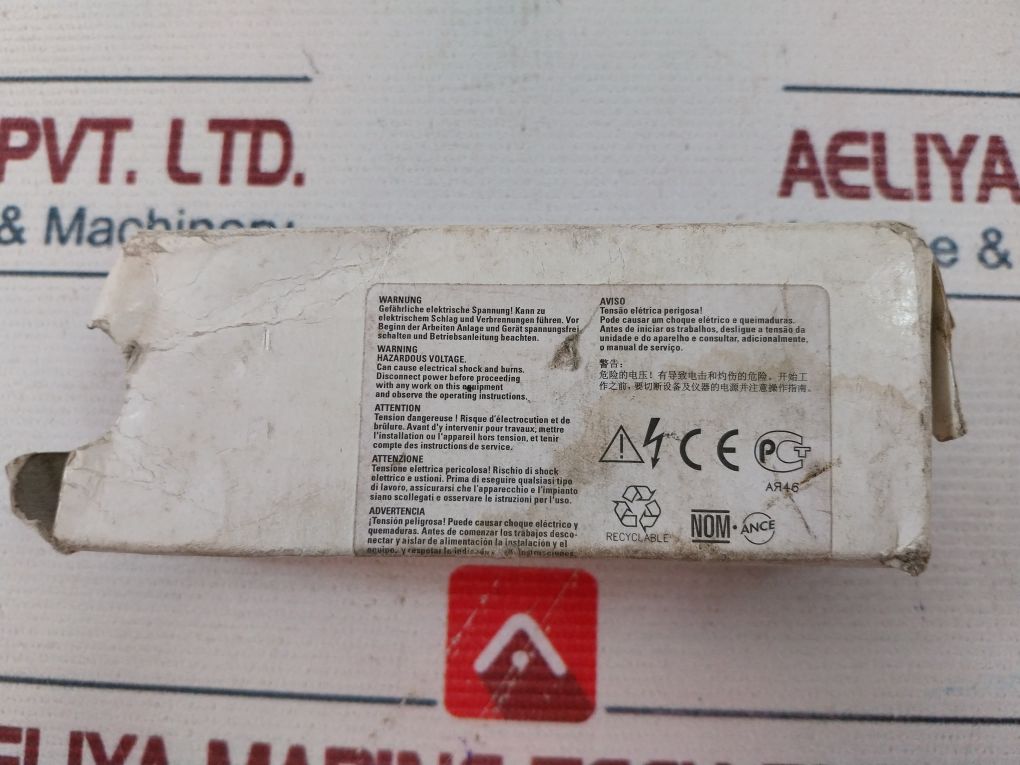 PVT. LTD.
& Machinery
AELIYA
e &
WARNUNG
Gefährliche elektrische Spannung! Kann zu
elektrischem Schlag und Verbrennungen führen. Vor
Beginn der Arbeiten Anlage und Gerät spannungsfrei
schalten und Betriebsanleitung beachten.
WARNING
HAZARDOUS VOLTAGE.
Can cause electrical shock and burns.
Disconnect power before proceeding
with any work on this equipment
and observe the operating instructions.
ATTENTION
Tension dangereuse ! Risque d'électrocution et de
brûlure. Avant d'y intervenir pour travaux, mettre
l'installation ou l'appareil hors tension, et tenir
compte des instructions de service.
ATTENZIONE
Tensione elettrica pericolosa! Rischio di shock
elettrico e ustioni. Prima di eseguire qualsiasi tipo
di lavoro, assicurarsi che l'apparecchio e l'impianto
siano scollegati e osservare le istruzioni per l'uso.
ADVERTENCIA
¡Tensión peligrosa! Puede causar choque eléctrico y
quemaduras. Antes de comenzar los trabajos desco-
nectar y aislar de alimentación la instalación y el
equipo, y respetar
AVISO
Tensão elétrica perigosa!
Pode causar um choque elétrico e queimaduras.
Antes de iniciar os trabalhos, desligue a tensão da
unidade e do aparelho e consultar, adicionalmente,
o manual de serviço.
警告:
危险的电压! 有导致电击和灼伤的危险。开始工
作之前, 要切断设备及仪器的电源并注意操作指南。
CE
РСТ
АЯ46
RECYCLABLE
NOM · ANCE
ELIYA MARINE TECH